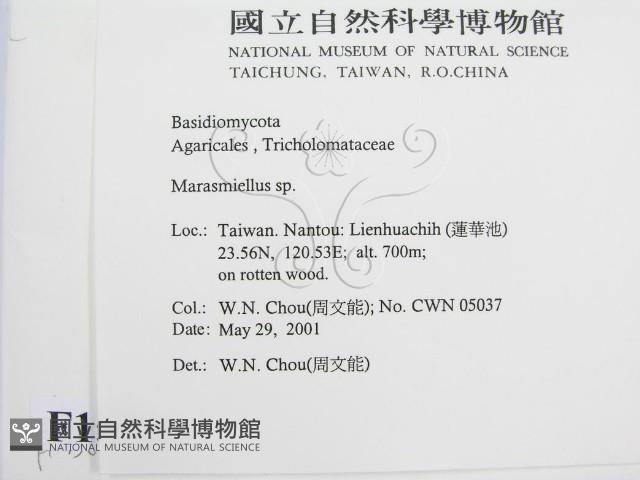 國立自然科學博物館
NATIONAL MUSEUM OF NATURAL SCIENCE
TAICHUNG, TAIWAN, R.O.CHINA
Basidiomycota
Agaricales , Tricholomataceae
Marasmiellus sp.
Loc.: Taiwan. Nantou: Lienhuachih (蓮華池)
23.56N, 120.53E; alt. 700m;
on rotten wood.
Col.: W.N. Chou(周文能); No. CWN 05037
Date: May 29, 2001
Det.: W.N. Chou(周文能)
F1
國立自然科學博物館
NATIONAL MUSEUM OF NATURAL SCIENCE